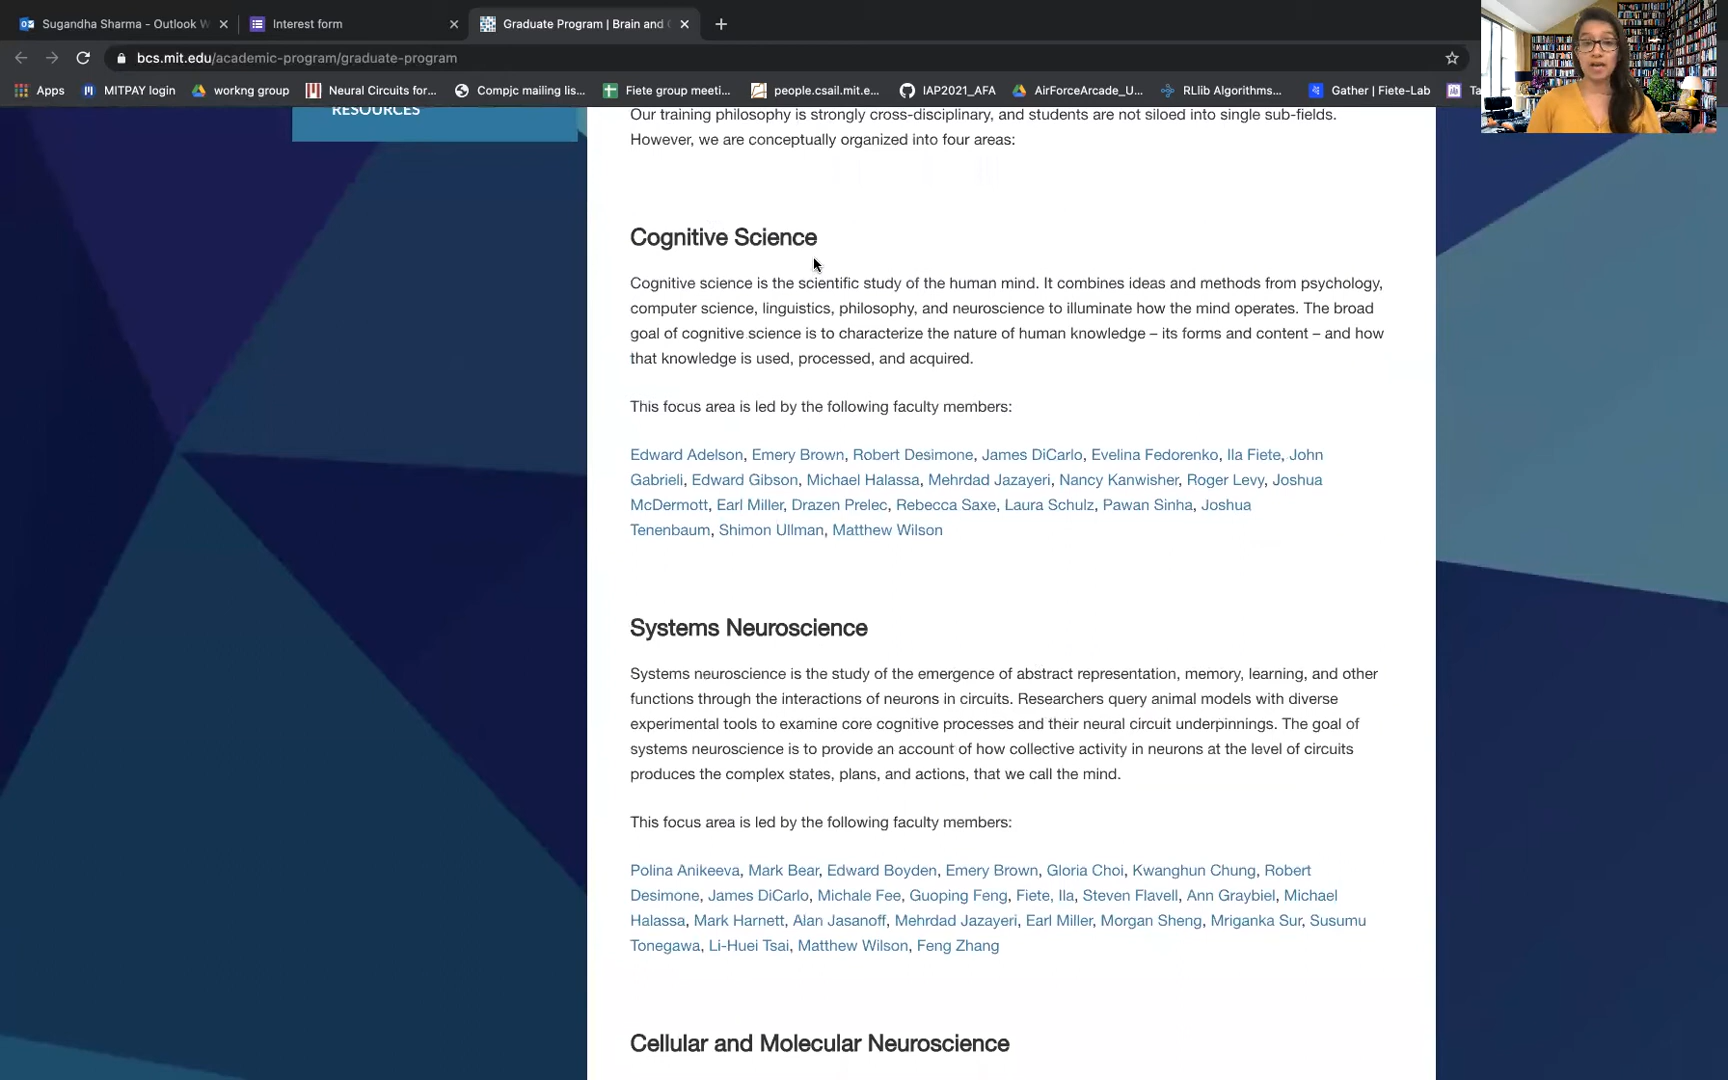 Sugandha Sharma - Outlook W
Interest form
Graduate Program | Brain and C
bcs.mit.edu/academic-program/graduate-program
Apps
MITPAY login
workng group
Neural Circuits for...
Compjc mailing lis...
Fiete group meeti...
people.csail.mit.e...
IAP2021_AFA
AirForceArcade_U...
RLlib Algorithms...
Gather | Fiete-Lab
RESOURCES
Our training philosophy is strongly cross-disciplinary, and students are not siloed into single sub-fields.
However, we are conceptually organized into four areas:
Cognitive Science
Cognitive science is the scientific study of the human mind. It combines ideas and methods from psychology,
computer science, linguistics, philosophy, and neuroscience to illuminate how the mind operates. The broad
goal of cognitive science is to characterize the nature of human knowledge – its forms and content – and how
that knowledge is used, processed, and acquired.
This focus area is led by the following faculty members:
Edward Adelson, Emery Brown, Robert Desimone, James DiCarlo, Evelina Fedorenko, Ila Fiete, John
Gabrieli, Edward Gibson, Michael Halassa, Mehrdad Jazayeri, Nancy Kanwisher, Roger Levy, Joshua
McDermott, Earl Miller, Drazen Prelec, Rebecca Saxe, Laura Schulz, Pawan Sinha, Joshua
Tenenbaum, Shimon Ullman, Matthew Wilson
Systems Neuroscience
Systems neuroscience is the study of the emergence of abstract representation, memory, learning, and other
functions through the interactions of neurons in circuits. Researchers query animal models with diverse
experimental tools to examine core cognitive processes and their neural circuit underpinnings. The goal of
systems neuroscience is to provide an account of how collective activity in neurons at the level of circuits
produces the complex states, plans, and actions, that we call the mind.
This focus area is led by the following faculty members:
Polina Anikeeva, Mark Bear, Edward Boyden, Emery Brown, Gloria Choi, Kwanghun Chung, Robert
Desimone, James DiCarlo, Michale Fee, Guoping Feng, Fiete, Ila, Steven Flavell, Ann Graybiel, Michael
Halassa, Mark Harnett, Alan Jasanoff, Mehrdad Jazayeri, Earl Miller, Morgan Sheng, Mriganka Sur, Susumu
Tonegawa, Li-Huei Tsai, Matthew Wilson, Feng Zhang
Cellular and Molecular Neuroscience